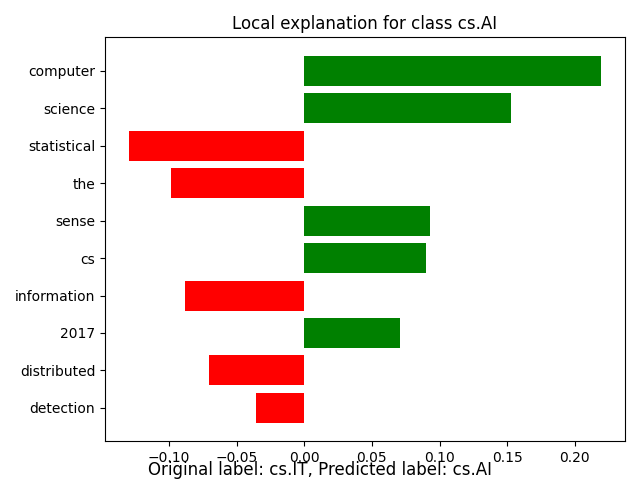 Local explanation for class cs.AI
computer
science
statistical
the
sense
cs
information
2017
distributed
detection
−0.10 −0.05 0.00 0.05 0.10 0.15 0.20
Original label: cs.IT, Predicted label: cs.AI